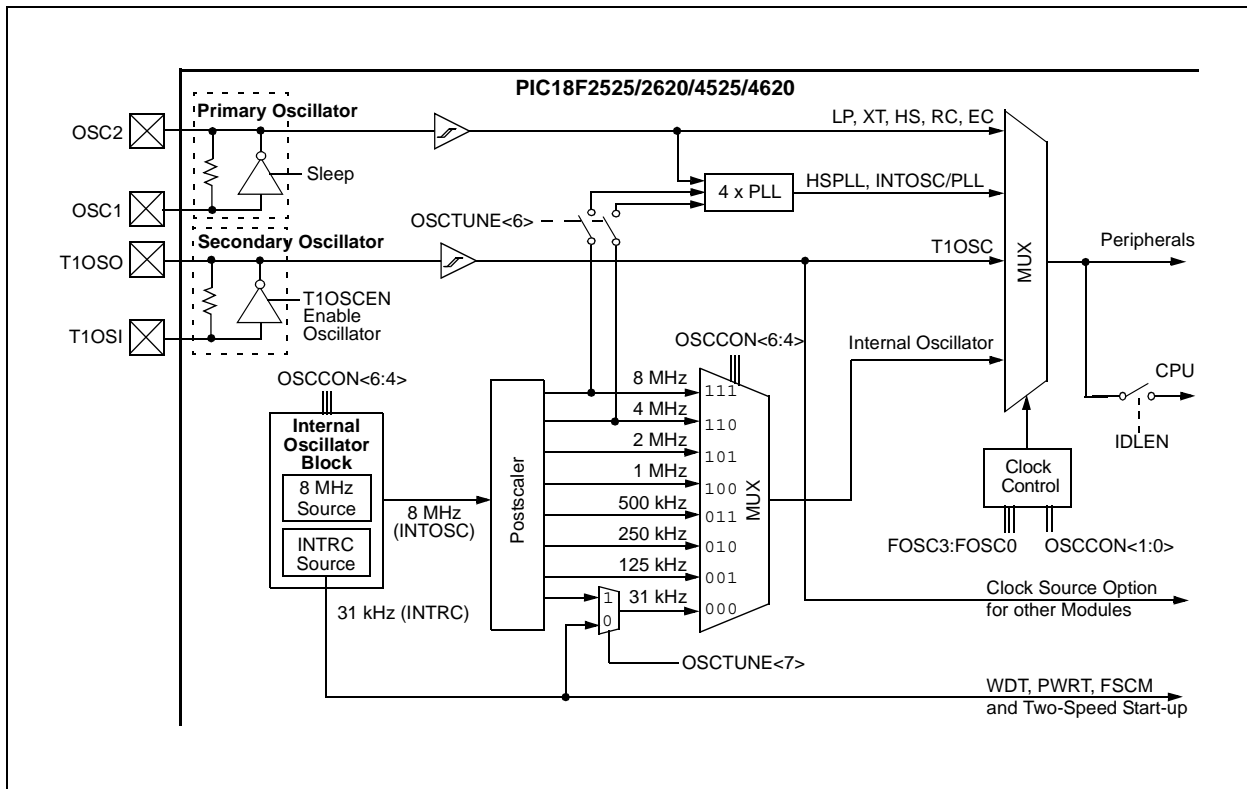 PIC18F2525/2620/4525/4620
Primary Oscillator
LP, XT, HS, RC, EC
OSC2
Sleep
OSC1
4 x PLL
HSPLL, INTOSC/PLL
OSCTUNE<6>
Secondary Oscillator
T1OSO
T1OSC
MUX
Peripherals
T1OSCEN
Enable
Oscillator
T1OSI
OSCCON<6:4>
Internal Oscillator
CPU
IDLEN
OSCCON<6:4>
Internal
Oscillator
Block
8 MHz
Source
INTRC
Source
8 MHz
(INTOSC)
31 kHz (INTRC)
Postscaler
8 MHz
111
4 MHz
110
2 MHz
101
1 MHz
100
500 kHz
011
250 kHz
010
125 kHz
001
31 kHz
000
MUX
1
0
OSCTUNE<7>
Clock
Control
FOSC3:FOSC0
OSCCON<1:0>
Clock Source Option
for other Modules
WDT, PWRT, FSCM
and Two-Speed Start-up